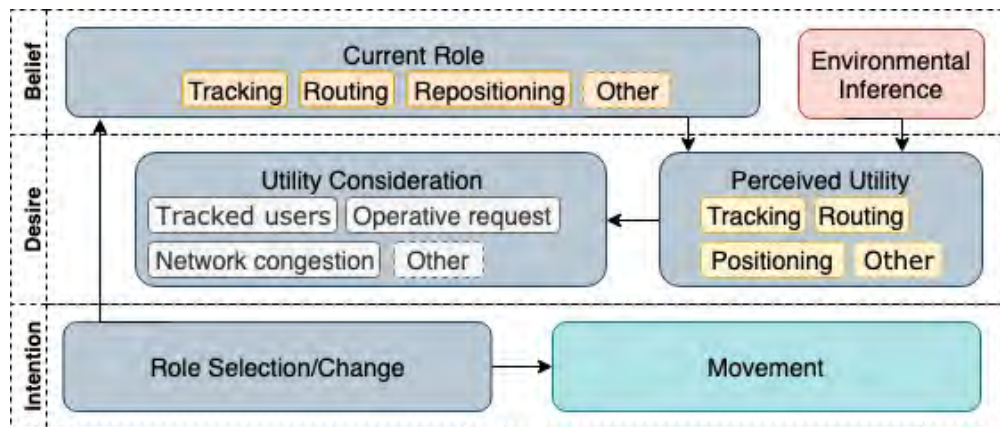 Belief
Current Role
Tracking Routing Repositioning Other
Environmental
Inference
Desire
Utility Consideration
Tracked users Operative request
Network congestion Other
Perceived Utility
Tracking Routing
Positioning Other
Intention
Role Selection/Change
Movement